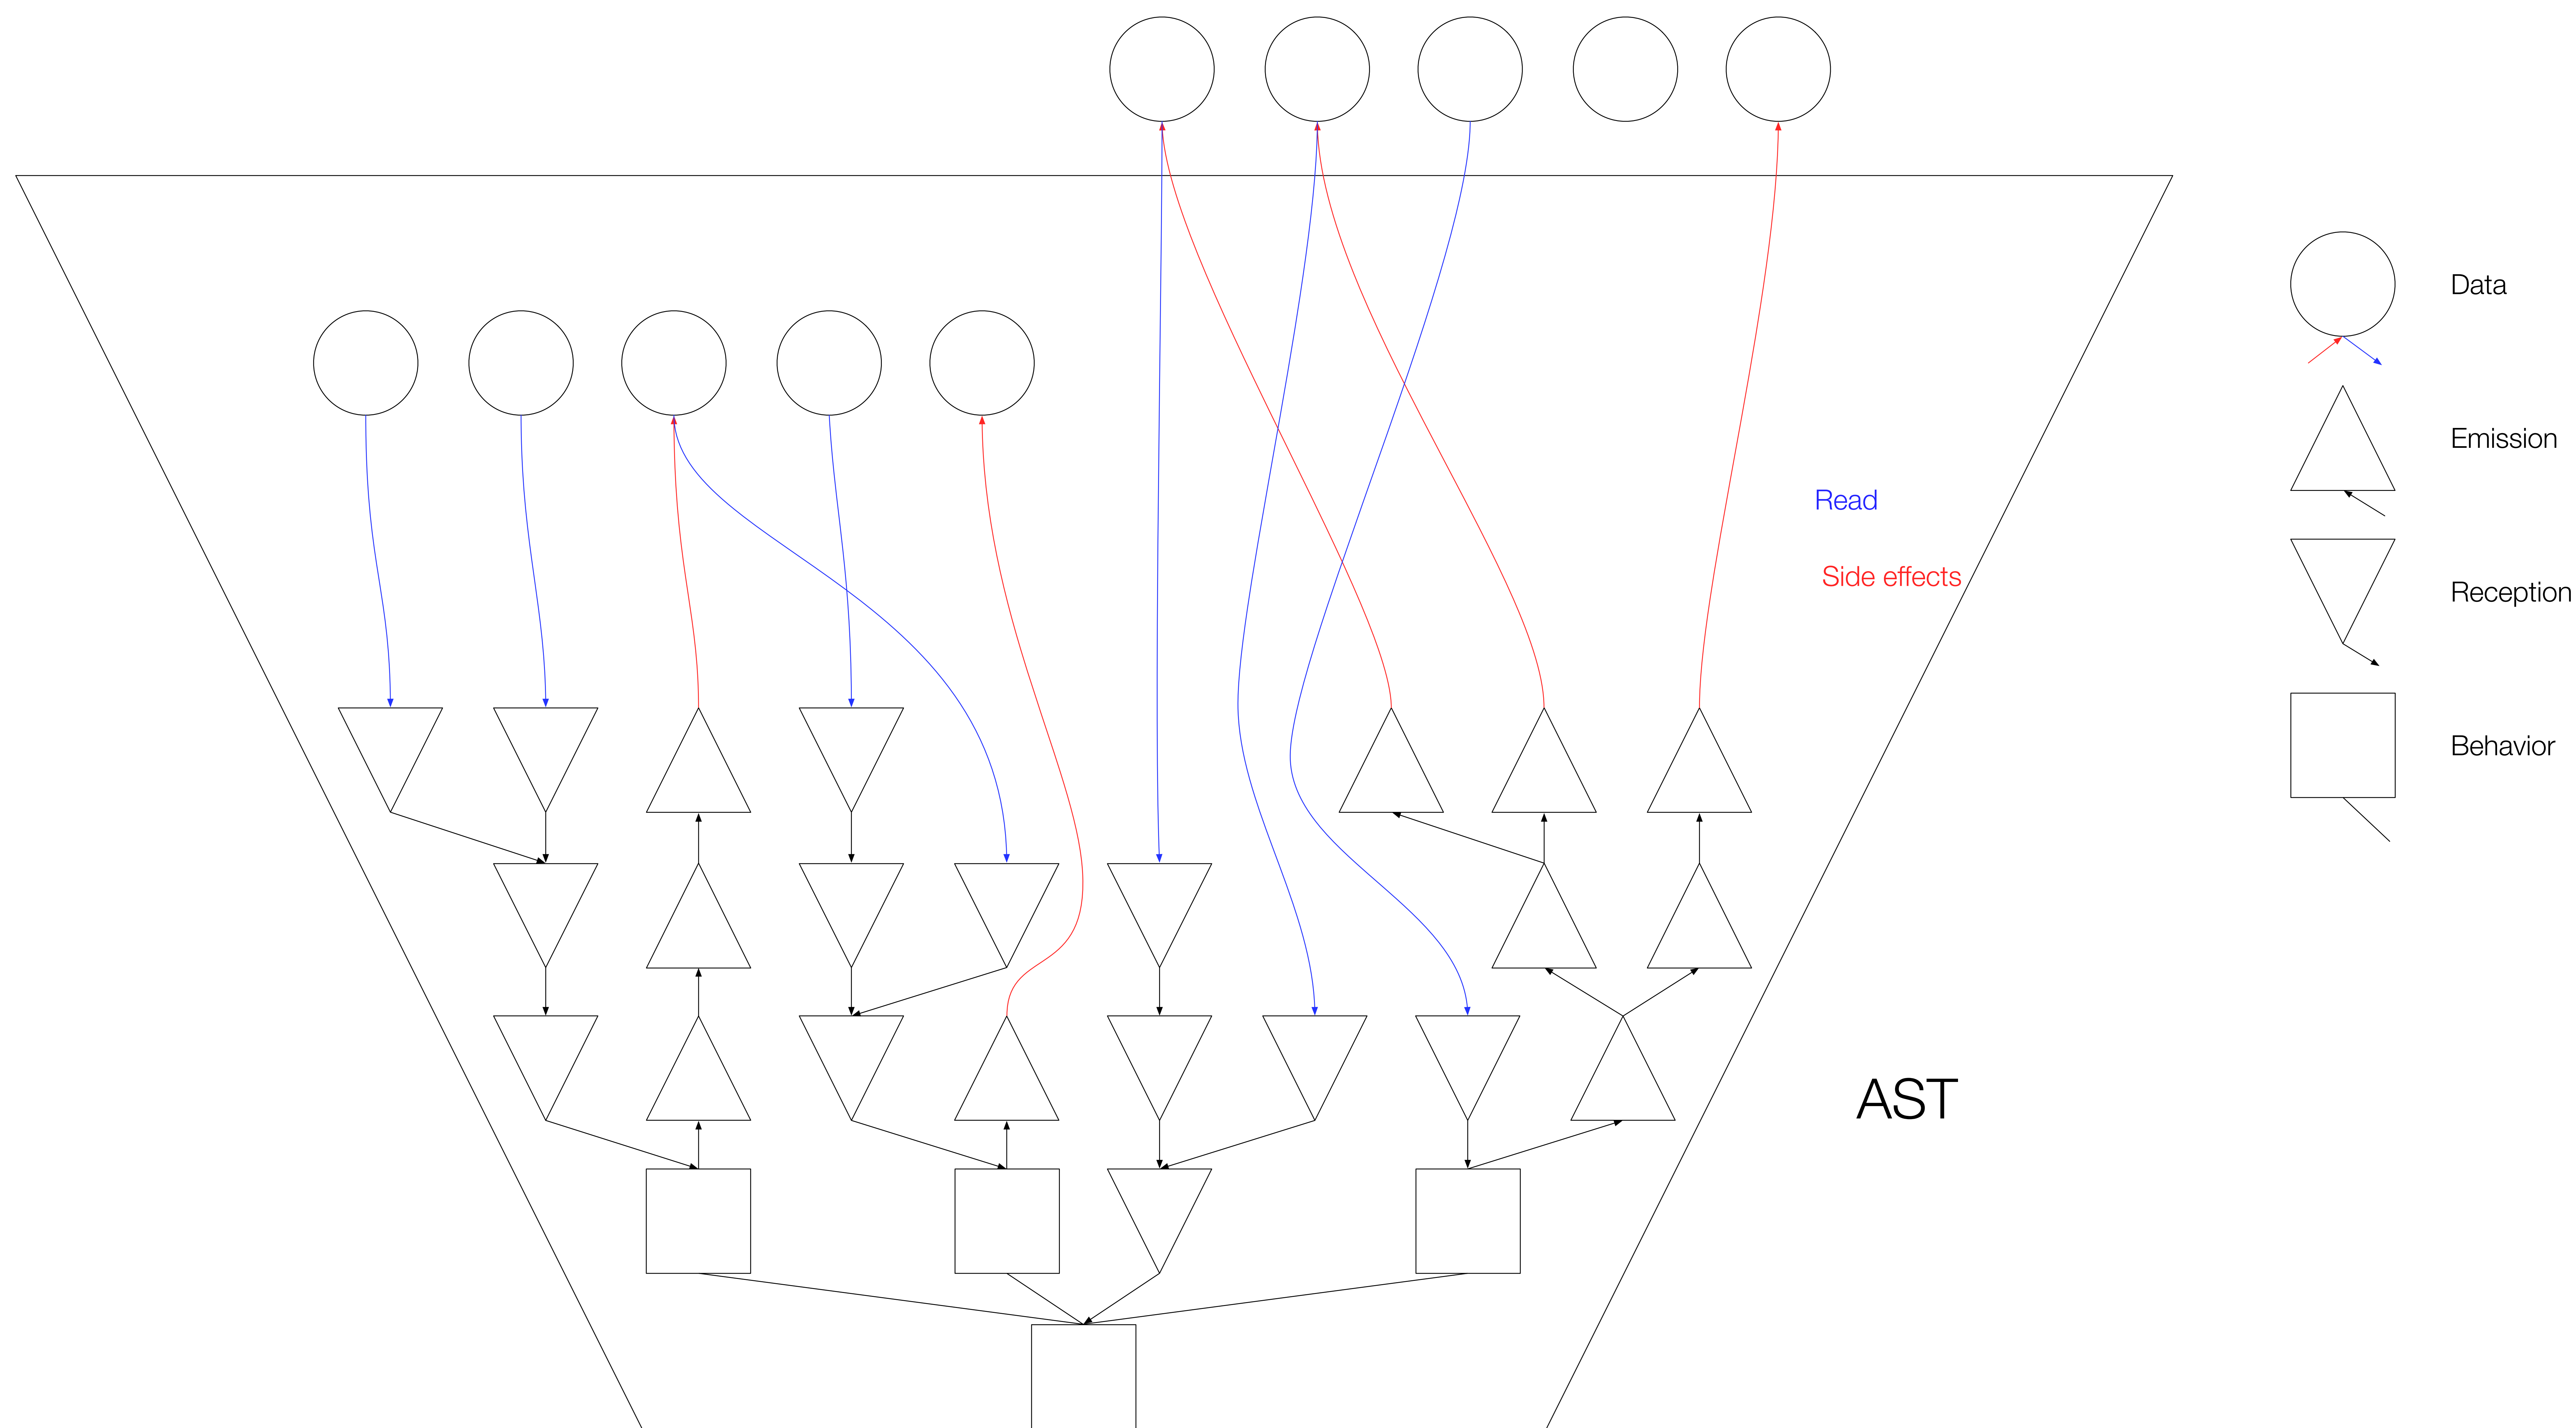 Data
Emission
Read
Side effects
Reception
Behavior
AST